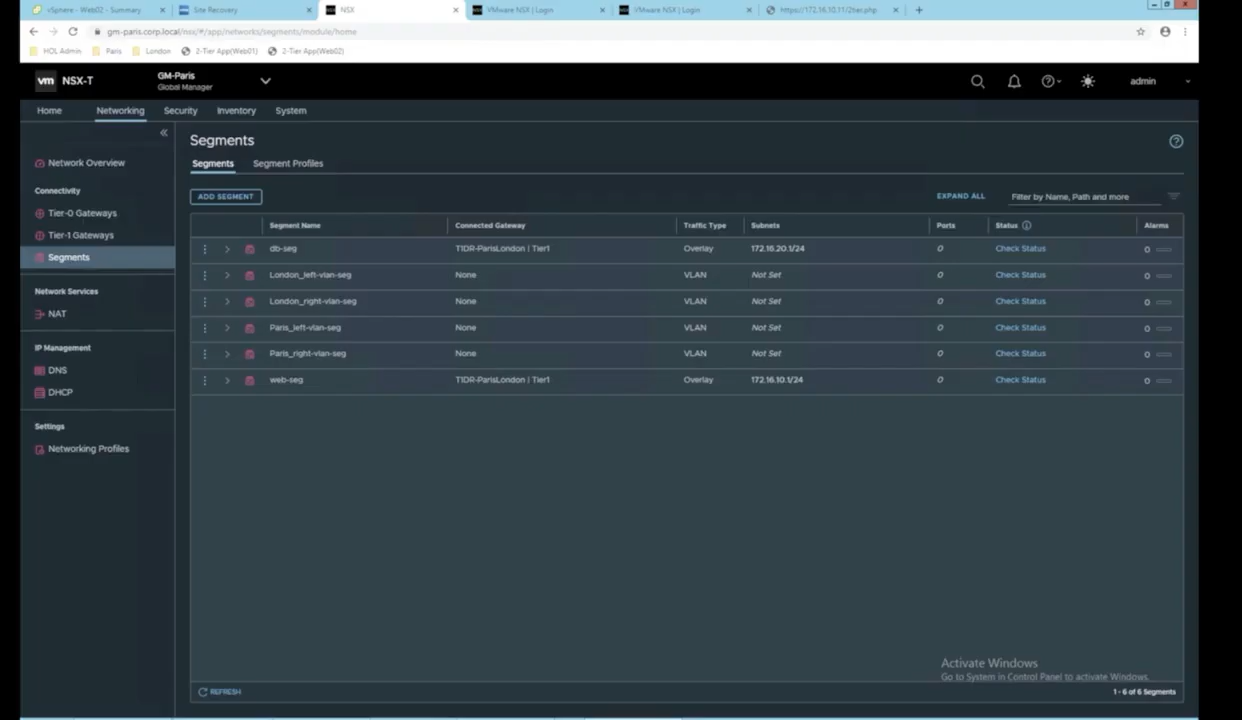 vSphere - Web02 - Summary
Site Recovery
NSX
VMware NSX | Login
VMware NSX | Login
https://172.16.10.11/2tier.php
gm-paris.corp.local/nsx/#/app/networks/segments/module/home
HOL Admin
Paris
London
2-Tier App(Web01)
2-Tier App(Web02)
vm NSX-T
GM-Paris
Global Manager
admin
Home
Networking
Security
Inventory
System
Network Overview
Connectivity
Tier-0 Gateways
Tier-1 Gateways
Segments
Network Services
NAT
IP Management
DNS
DHCP
Settings
Networking Profiles
Segments
Segments
Segment Profiles
ADD SEGMENT
EXPAND ALL
Filter by Name, Path and more
Segment Name Connected Gateway Traffic Type Subnets Ports Status Alarms
db-seg T1DR-ParisLondon | Tier1 Overlay 172.16.20.1/24 0 Check Status 0
London_left-vlan-seg None VLAN Not Set 0 Check Status 0
London_right-vlan-seg None VLAN Not Set 0 Check Status 0
Paris_left-vlan-seg None VLAN Not Set 0 Check Status 0
Paris_right-vlan-seg None VLAN Not Set 0 Check Status 0
web-seg T1DR-ParisLondon | Tier1 Overlay 172.16.10.1/24 0 Check Status 0
Activate Windows
Go to System in Control Panel to activate Windows.
REFRESH
1 - 6 of 6 Segments